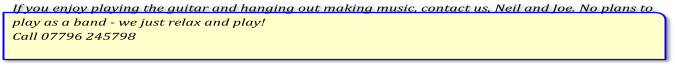 If you enjoy playing the guitar and hanging out making music, contact us, Neil and Joe. No plans to
play as a band - we just relax and play!
Call 07796 245798